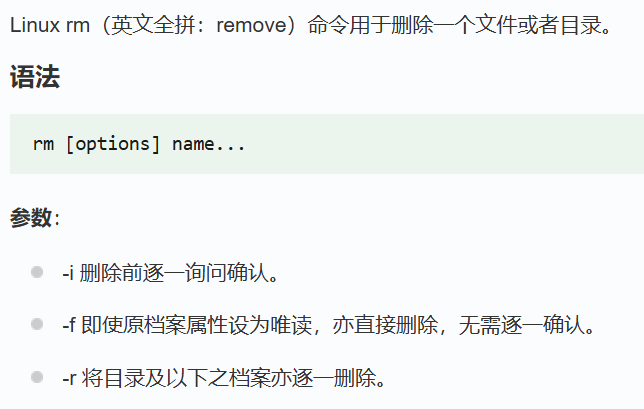 Linux rm（英文全拼：remove）命令用于删除一个文件或者目录。
语法
rm [options] name...
参数：
-i 删除前逐一询问确认。
-f 即使原档案属性设为唯读，亦直接删除，无需逐一确认。
-r 将目录及以下之档案亦逐一删除。